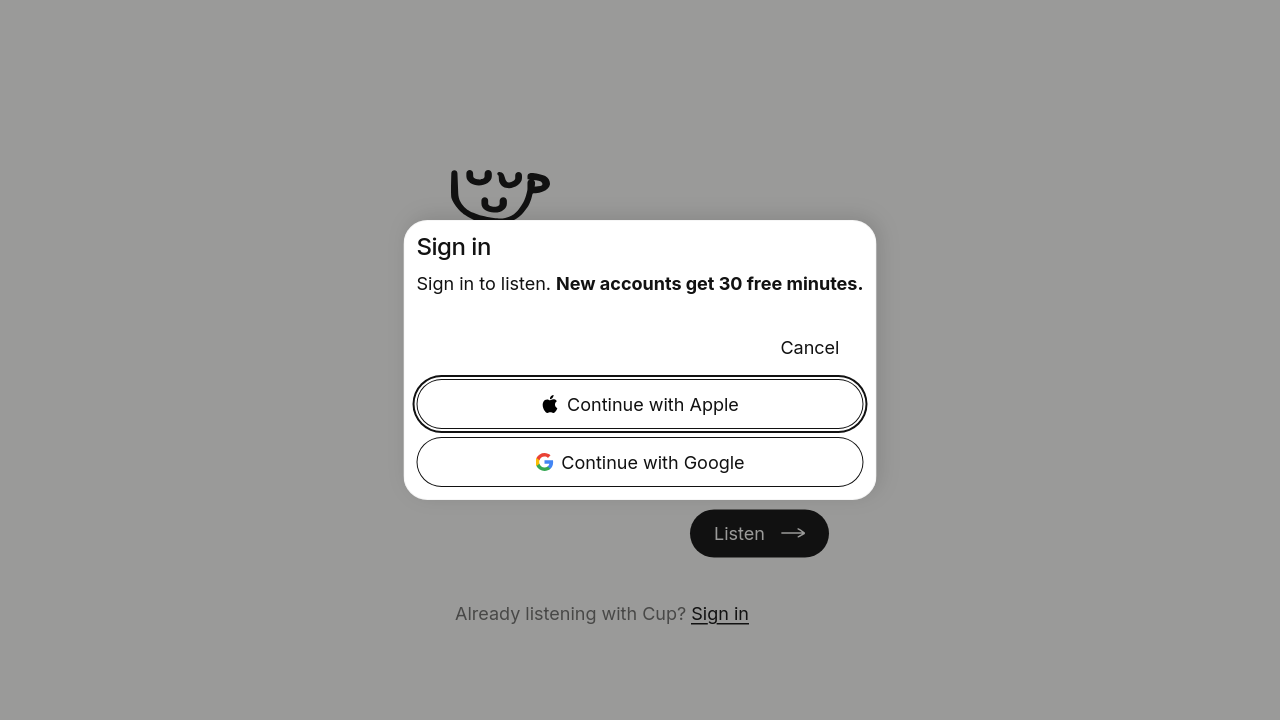 Sign in
Sign in to listen. New accounts get 30 free minutes.
Cancel
Continue with Apple
Continue with Google
Listen
Already listening with Cup? Sign in